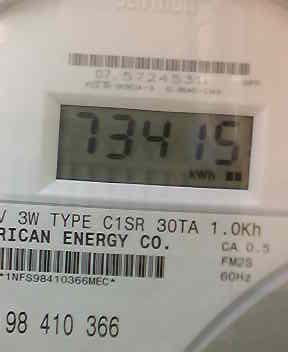 73415
kWh
V 3W TYPE C1SR 30TA 1.0Kh
RICAN ENERGY CO.
CA 0.5
FM2S
60Hz
*1NFS98410366MEC*
98 410 366